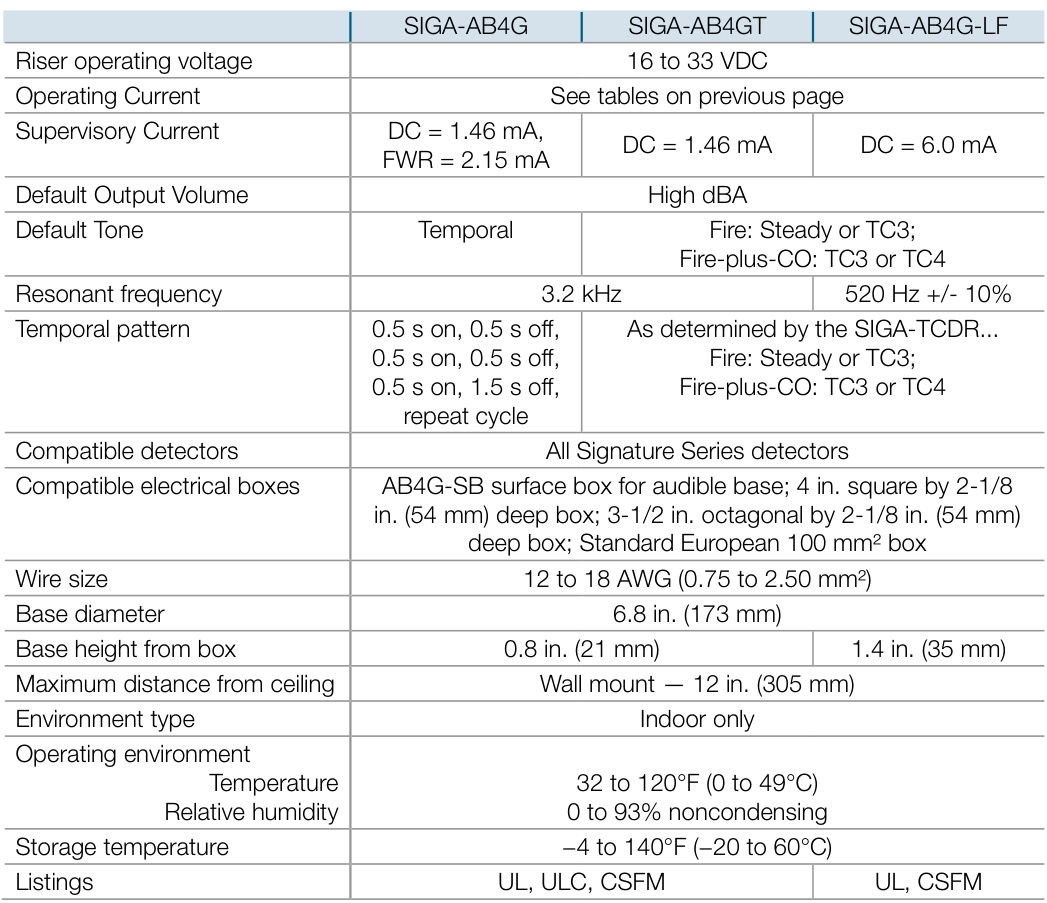 SIGA-AB4G SIGA-AB4GT SIGA-AB4G-LF
Riser operating voltage 16 to 33 VDC
Operating Current See tables on previous page
Supervisory Current DC = 1.46 mA,
FWR = 2.15 mA DC = 1.46 mA DC = 6.0 mA
Default Output Volume High dBA
Default Tone Temporal Fire: Steady or TC3;
Fire-plus-CO: TC3 or TC4
Resonant frequency 3.2 kHz 520 Hz +/- 10%
Temporal pattern 0.5 s on, 0.5 s off, As determined by the SIGA-TCDR...
0.5 s on, 0.5 s off, Fire: Steady or TC3;
0.5 s on, 1.5 s off, Fire-plus-CO: TC3 or TC4
repeat cycle
Compatible detectors All Signature Series detectors
Compatible electrical boxes AB4G-SB surface box for audible base; 4 in. square by 2-1/8
in. (54 mm) deep box; 3-1/2 in. octagonal by 2-1/8 in. (54 mm)
deep box; Standard European 100 mm² box
Wire size 12 to 18 AWG (0.75 to 2.50 mm²)
Base diameter 6.8 in. (173 mm)
Base height from box 0.8 in. (21 mm) 1.4 in. (35 mm)
Maximum distance from ceiling Wall mount — 12 in. (305 mm)
Environment type Indoor only
Operating environment
Temperature 32 to 120°F (0 to 49°C)
Relative humidity 0 to 93% noncondensing
Storage temperature −4 to 140°F (−20 to 60°C)
Listings UL, ULC, CSFM UL, CSFM